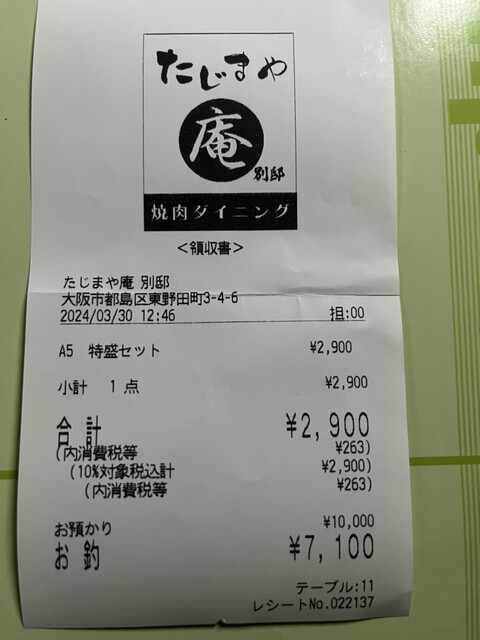 たじまや
庵
別邸
焼肉ダイニング
<領収書>
たじまや庵 別邸
大阪市都島区東野田町3-4-6
2024/03/30 12:46 担:00
A5 特盛セット ¥2,900
小計 1点 ¥2,900
合計 ¥2,900
(内消費税等 ¥263)
(10%対象税込計 ¥2,900)
(内消費税等 ¥263)
お預かり ¥10,000
お釣 ¥7,100
テーブル:11
レシートNo.022137